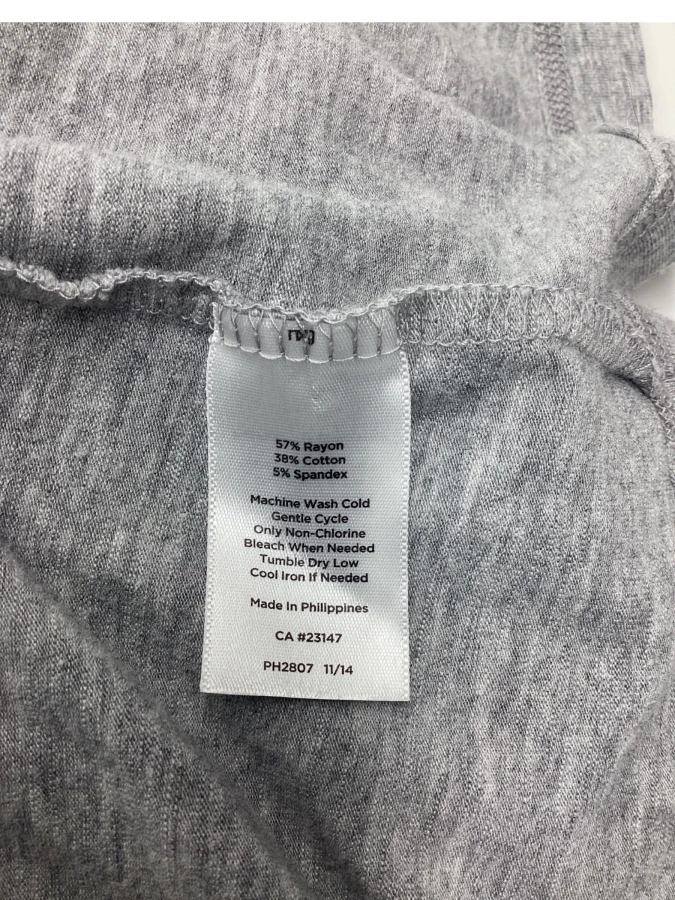 57% Rayon
38% Cotton
5% Spandex
Machine Wash Cold
Gentle Cycle
Only Non-Chlorine
Bleach When Needed
Tumble Dry Low
Cool Iron If Needed
Made In Philippines
CA #23147
PH2807 11/14